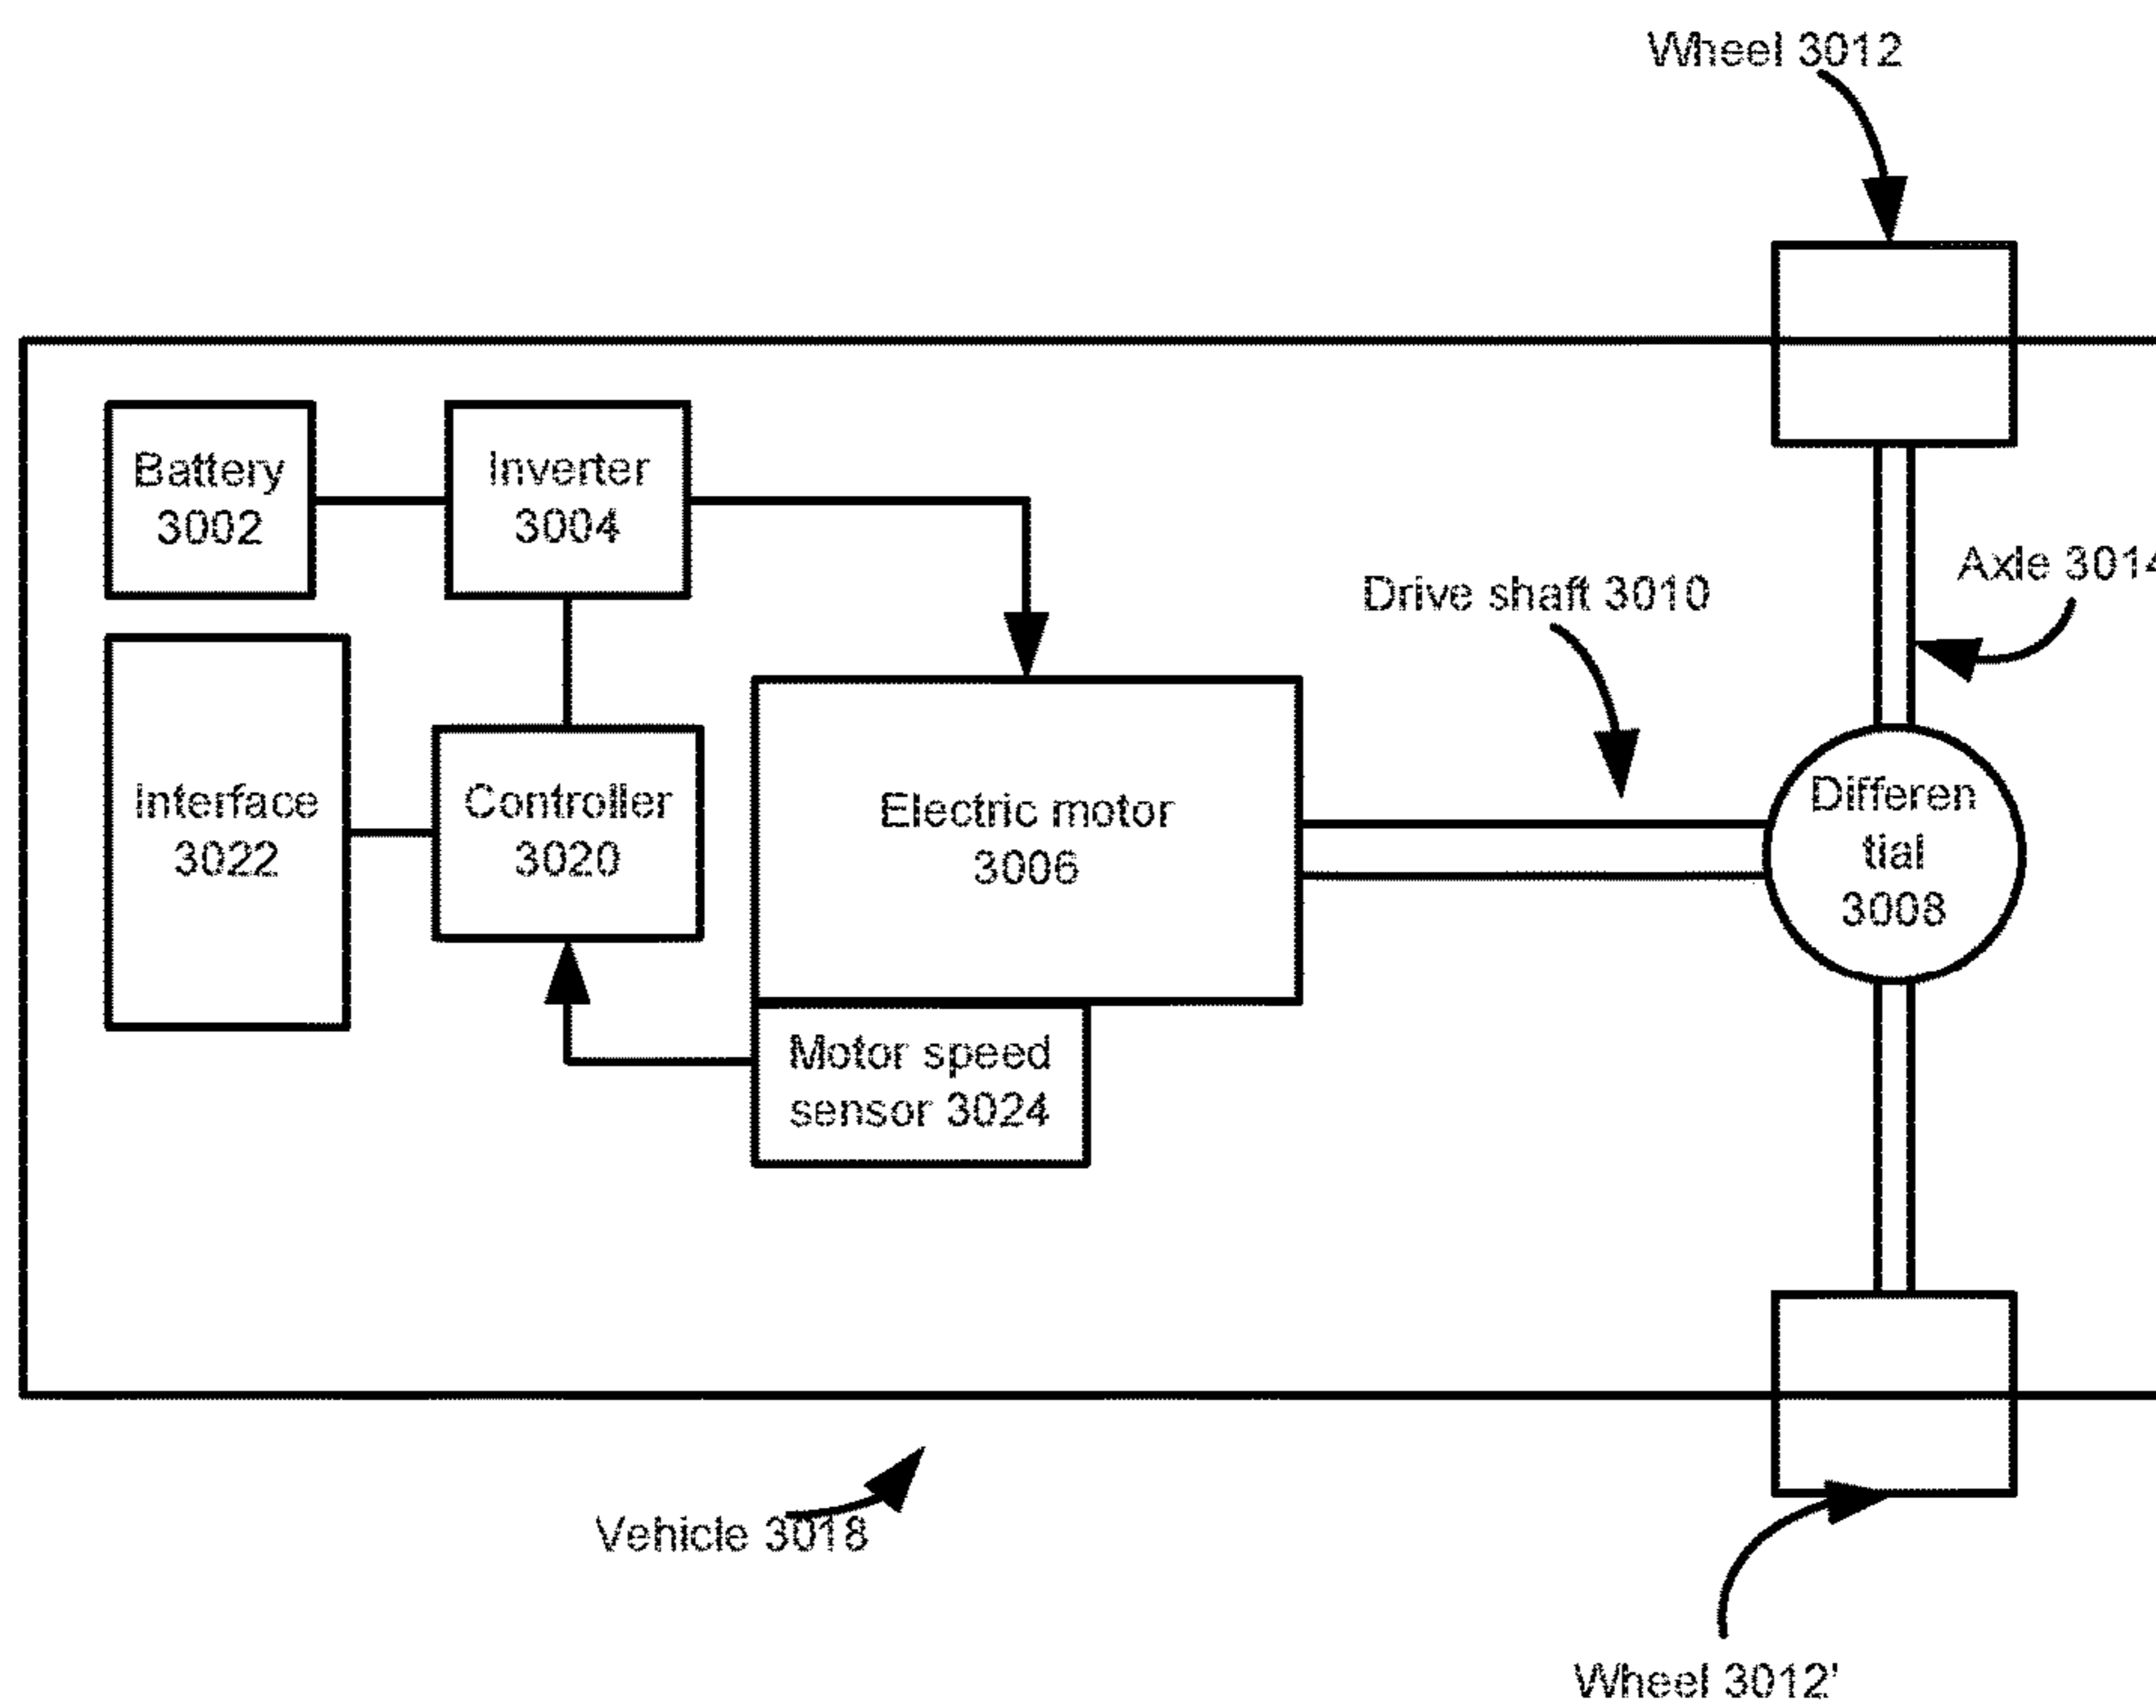 Wheel 3012
Battery
3002
Inverter
3004
Drive shaft 3010
Axle 3014
Interface
3022
Controller
3020
Electric motor
3006
Differen
tial
3008
Motor speed
sensor 3024
Vehicle 3018
Wheel 3012'